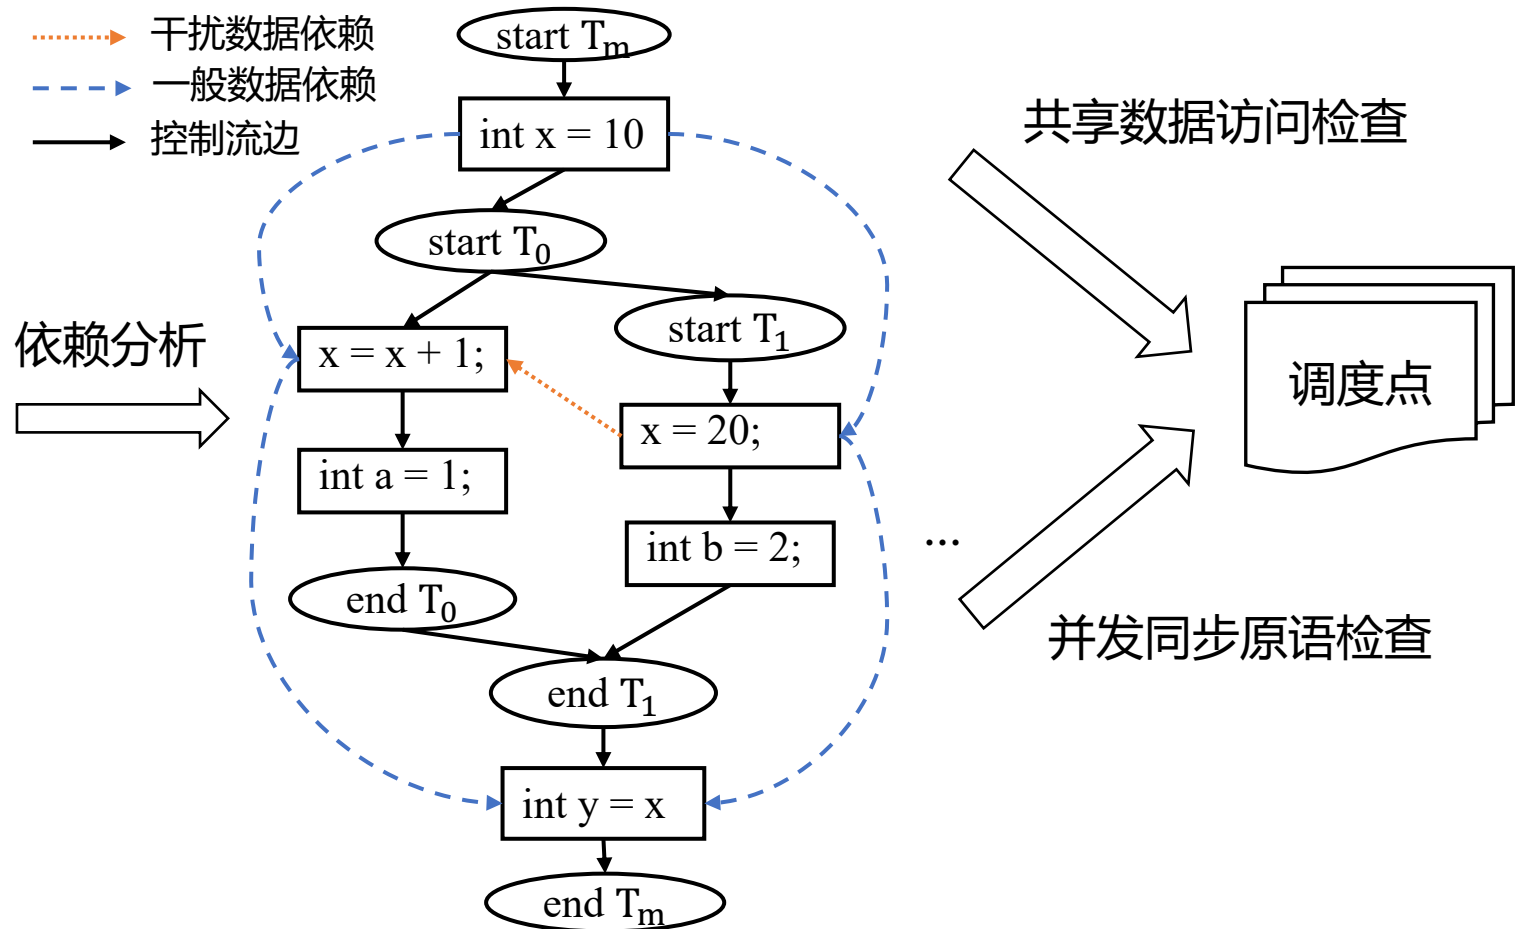 干扰数据依赖
一般数据依赖
控制流边
start Tm
int x = 10
start T0
start T1
x = x + 1;
x = 20;
int a = 1;
int b = 2;
end T0
end T1
int y = x
end Tm
依赖分析
共享数据访问检查
调度点
...
并发同步原语检查